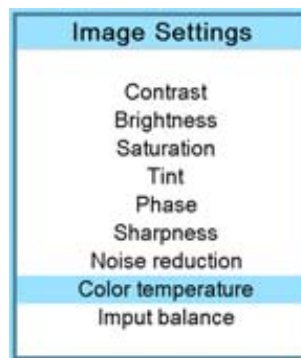 Image Settings
Contrast
Brightness
Saturation
Tint
Phase
Sharpness
Noise reduction
Color temperature
Imput balance